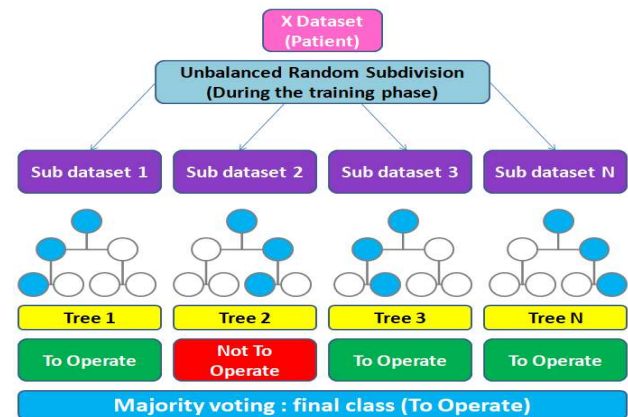 X Dataset
(Patient)
Unbalanced Random Subdivision
(During the training phase)
Sub dataset 1
Sub dataset 2
Sub dataset 3
Sub dataset N
Tree 1
Tree 2
Tree 3
Tree N
To Operate
Not To
Operate
To Operate
To Operate
Majority voting : final class (To Operate)